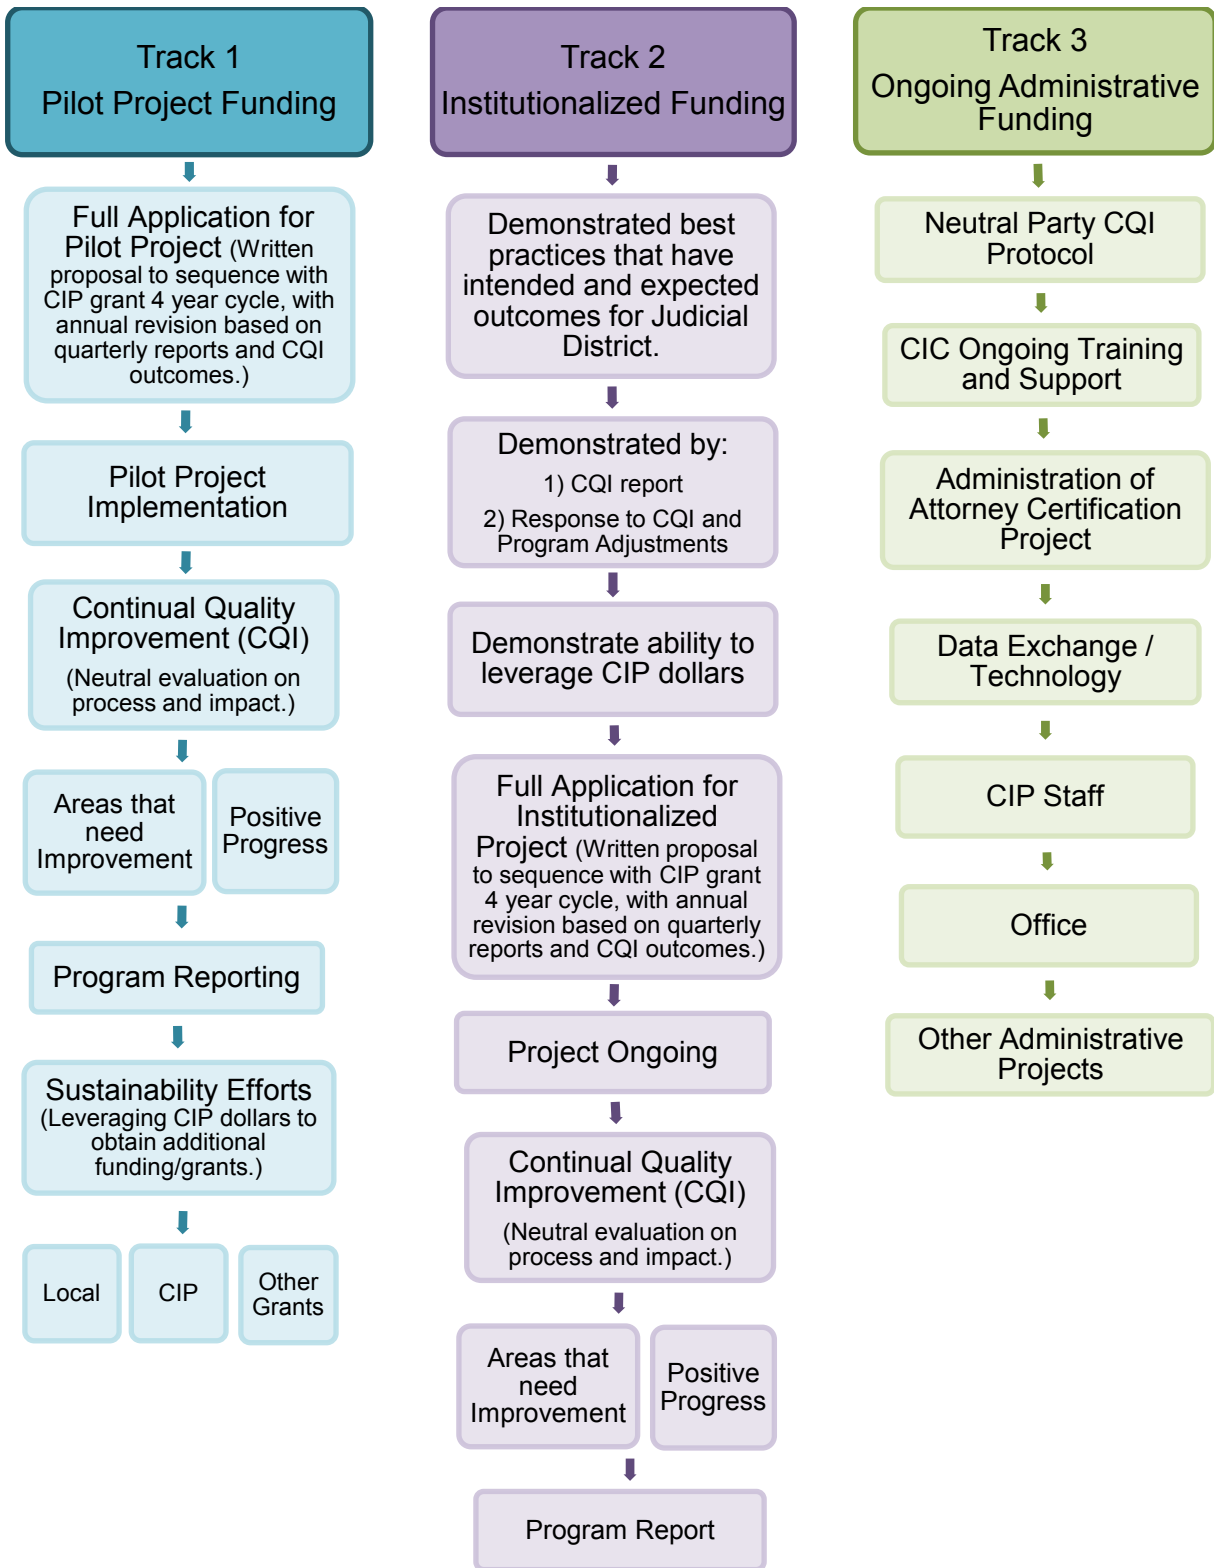 Track 1
Pilot Project Funding
Full Application for
Pilot Project (Written
proposal to sequence with
CIP grant 4 year cycle, with
annual revision based on
quarterly reports and CQI
outcomes.)
Pilot Project
Implementation
Continual Quality
Improvement (CQI)
(Neutral evaluation on
process and impact.)
Areas that
need
Improvement
Positive
Progress
Program Reporting
Sustainability Efforts
(Leveraging CIP dollars to
obtain additional
funding/grants.)
Local
CIP
Other
Grants
Track 2
Institutionalized Funding
Demonstrated best
practices that have
intended and expected
outcomes for Judicial
District.
Demonstrated by:
1) CQI report
2) Response to CQI and
Program Adjustments
Demonstrate ability to
leverage CIP dollars
Full Application for
Institutionalized
Project (Written proposal
to sequence with CIP grant
4 year cycle, with annual
revision based on quarterly
reports and CQI outcomes.)
Project Ongoing
Continual Quality
Improvement (CQI)
(Neutral evaluation on
process and impact.)
Areas that
need
Improvement
Positive
Progress
Program Report
Track 3
Ongoing Administrative
Funding
Neutral Party CQI
Protocol
CIC Ongoing Training
and Support
Administration of
Attorney Certification
Project
Data Exchange /
Technology
CIP Staff
Office
Other Administrative
Projects